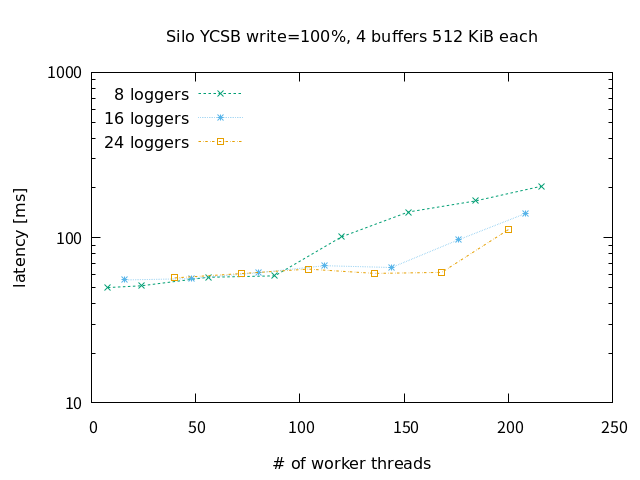 Silo YCSB write=100%, 4 buffers 512 KiB each
1000
100
10
latency [ms]
8 loggers
16 loggers
24 loggers
0 50 100 150 200 250
# of worker threads